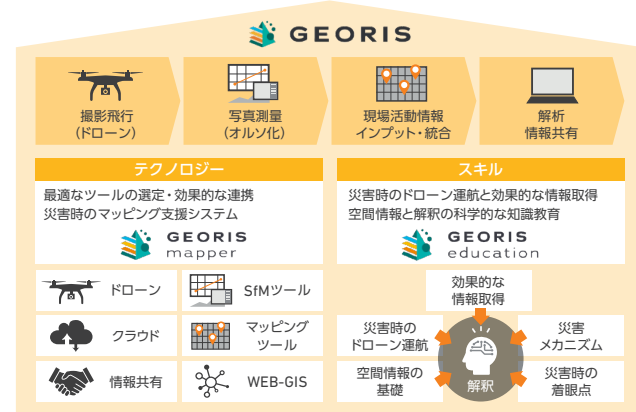 GEORIS
撮影飛行
(ドローン)
写真測量
(オルソ化)
現場活動情報
インプット・統合
解析
情報共有
テクノロジー
最適なツールの選定・効果的な連携
災害時のマッピング支援システム
GEORIS
mapper
ドローン
SfMツール
クラウド
マッピング
ツール
情報共有
WEB-GIS
スキル
災害時のドローン運航と効果的な情報取得
空間情報と解釈の科学的な知識教育
GEORIS
education
効果的な
情報取得
災害時の
ドローン運航
災害
メカニズム
空間情報の
基礎
解釈
災害時の
着眼点